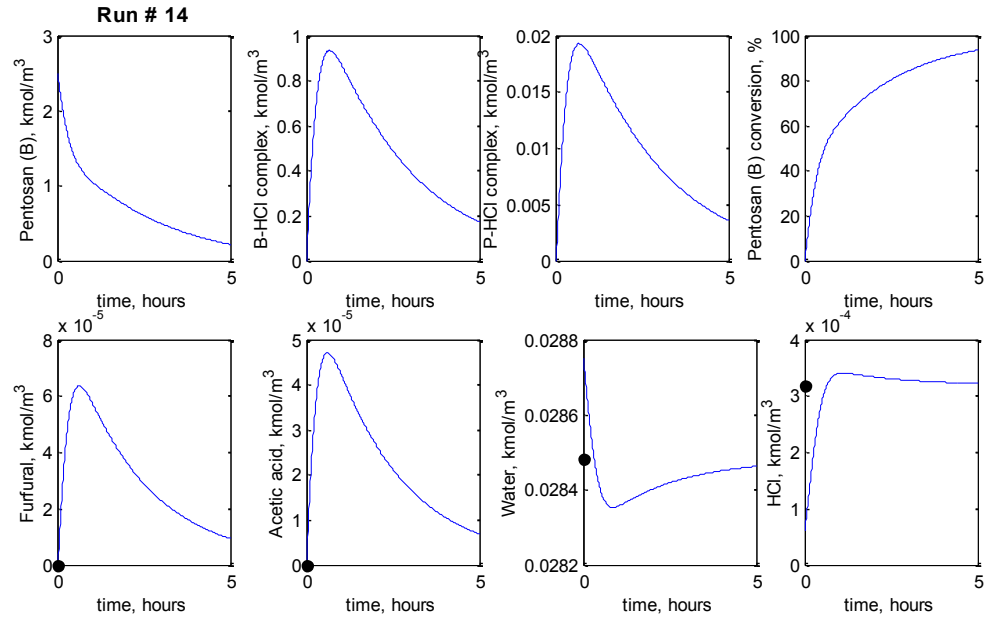 Run # 14
Pentosan (B), kmol/m3
3
2
1
0
0
5
time, hours
B-HCl complex, kmol/m3
1
0.8
0.6
0.4
0.2
0
0
5
time, hours
P-HCl complex, kmol/m3
0.02
0.015
0.01
0.005
0
0
5
time, hours
Pentosan (B) conversion, %
100
80
60
40
20
0
0
5
time, hours
Furfural, kmol/m3
x 10-5
8
6
4
2
0
0
5
time, hours
Acetic acid, kmol/m3
x 10-5
5
4
3
2
1
0
0
5
time, hours
Water, kmol/m3
0.0288
0.0286
0.0284
0.0282
0
5
time, hours
HCl, kmol/m3
x 10-4
4
3
2
1
0
0
5
time, hours